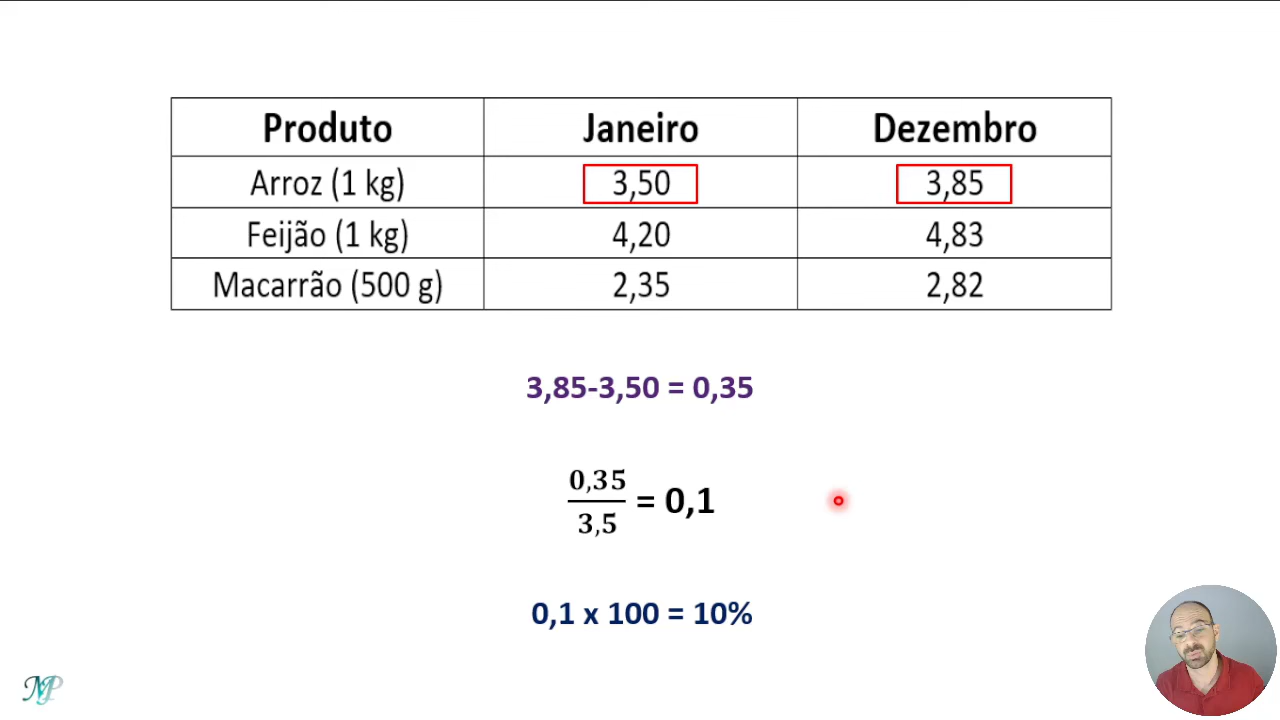 Produto Janeiro Dezembro
Arroz (1 kg) 3,50 3,85
Feijão (1 kg) 4,20 4,83
Macarrão (500 g) 2,35 2,82
3,85-3,50 = 0,35
0,35
3,5
= 0,1
0,1 x 100 = 10%
MP